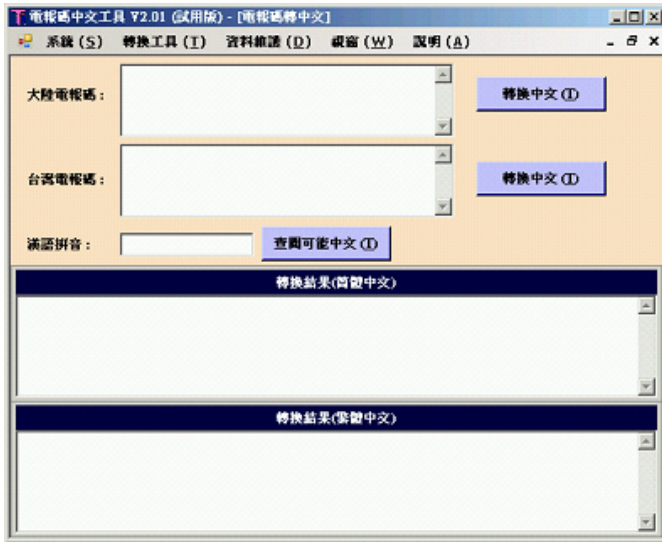 電報碼中文工具 V2.01 (試用版) - [電報碼轉中文]
系統 (S) 轉換工具 (T) 資料維護 (D) 視窗 (W) 說明 (A)
大陸電報碼： 轉換中文 (T)
台灣電報碼： 轉換中文 (T)
漢語拼音： 查閱可能中文 (T)
轉換結果(簡體中文)
轉換結果(繁體中文)